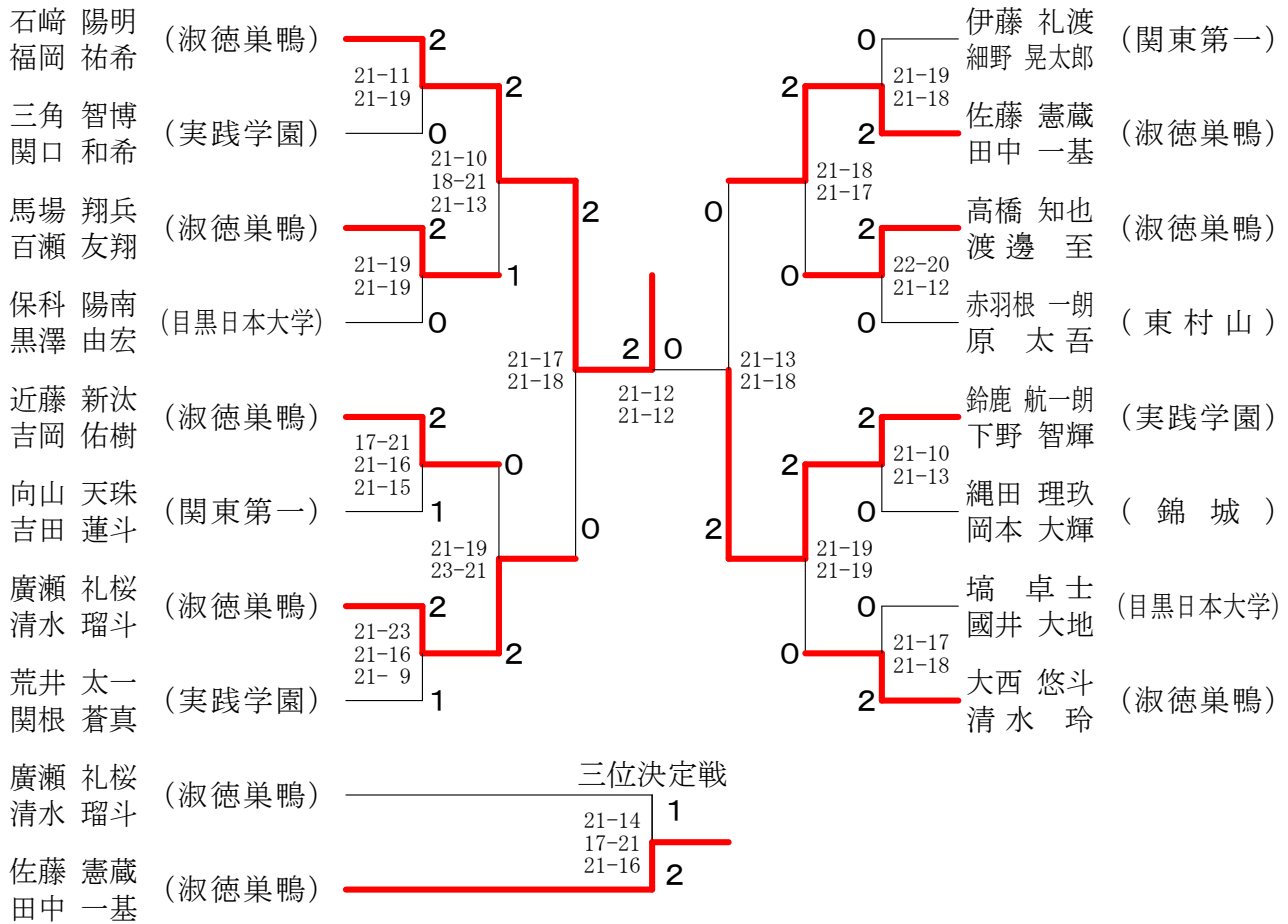 石﨑 陽明
福岡 祐希
(淑徳巣鴨)
2
21-11
21-19
三角 智博
関口 和希
(実践学園)
0
2
21-10
18-21
21-13
馬場 翔兵
百瀬 友翔
(淑徳巣鴨)
2
21-19
21-19
1
保科 陽南
黒澤 由宏
(目黒日本大学)
0
2
21-17
21-18
近藤 新汰
吉岡 佑樹
(淑徳巣鴨)
2
17-21
21-16
21-15
0
向山 天珠
吉田 蓮斗
(関東第一)
1
21-19
23-21
0
廣瀬 礼桜
清水 瑠斗
(淑徳巣鴨)
2
21-23
21-16
21- 9
2
荒井 太一
関根 蒼真
(実践学園)
1
2
0
21-12
21-12
0
伊藤 礼渡
細野 晃太郎
(関東第一)
21-19
21-18
2
佐藤 憲蔵
田中 一基
(淑徳巣鴨)
2
21-18
21-17
0
2
高橋 知也
渡邊 至
(淑徳巣鴨)
22-20
21-12
0
0
赤羽根 一朗
原 太吾
(東村山)
21-13
21-18
2
鈴鹿 航一朗
下野 智輝
(実践学園)
21-10
21-13
2
0
縄田 理玖
岡本 大輝
(錦城)
2
21-19
21-19
0
塙 卓士
國井 大地
(目黒日本大学)
21-17
21-18
0
2
大西 悠斗
清水 玲
(淑徳巣鴨)
三位決定戦
廣瀬 礼桜
清水 瑠斗
(淑徳巣鴨)
1
21-14
17-21
21-16
2
佐藤 憲蔵
田中 一基
(淑徳巣鴨)